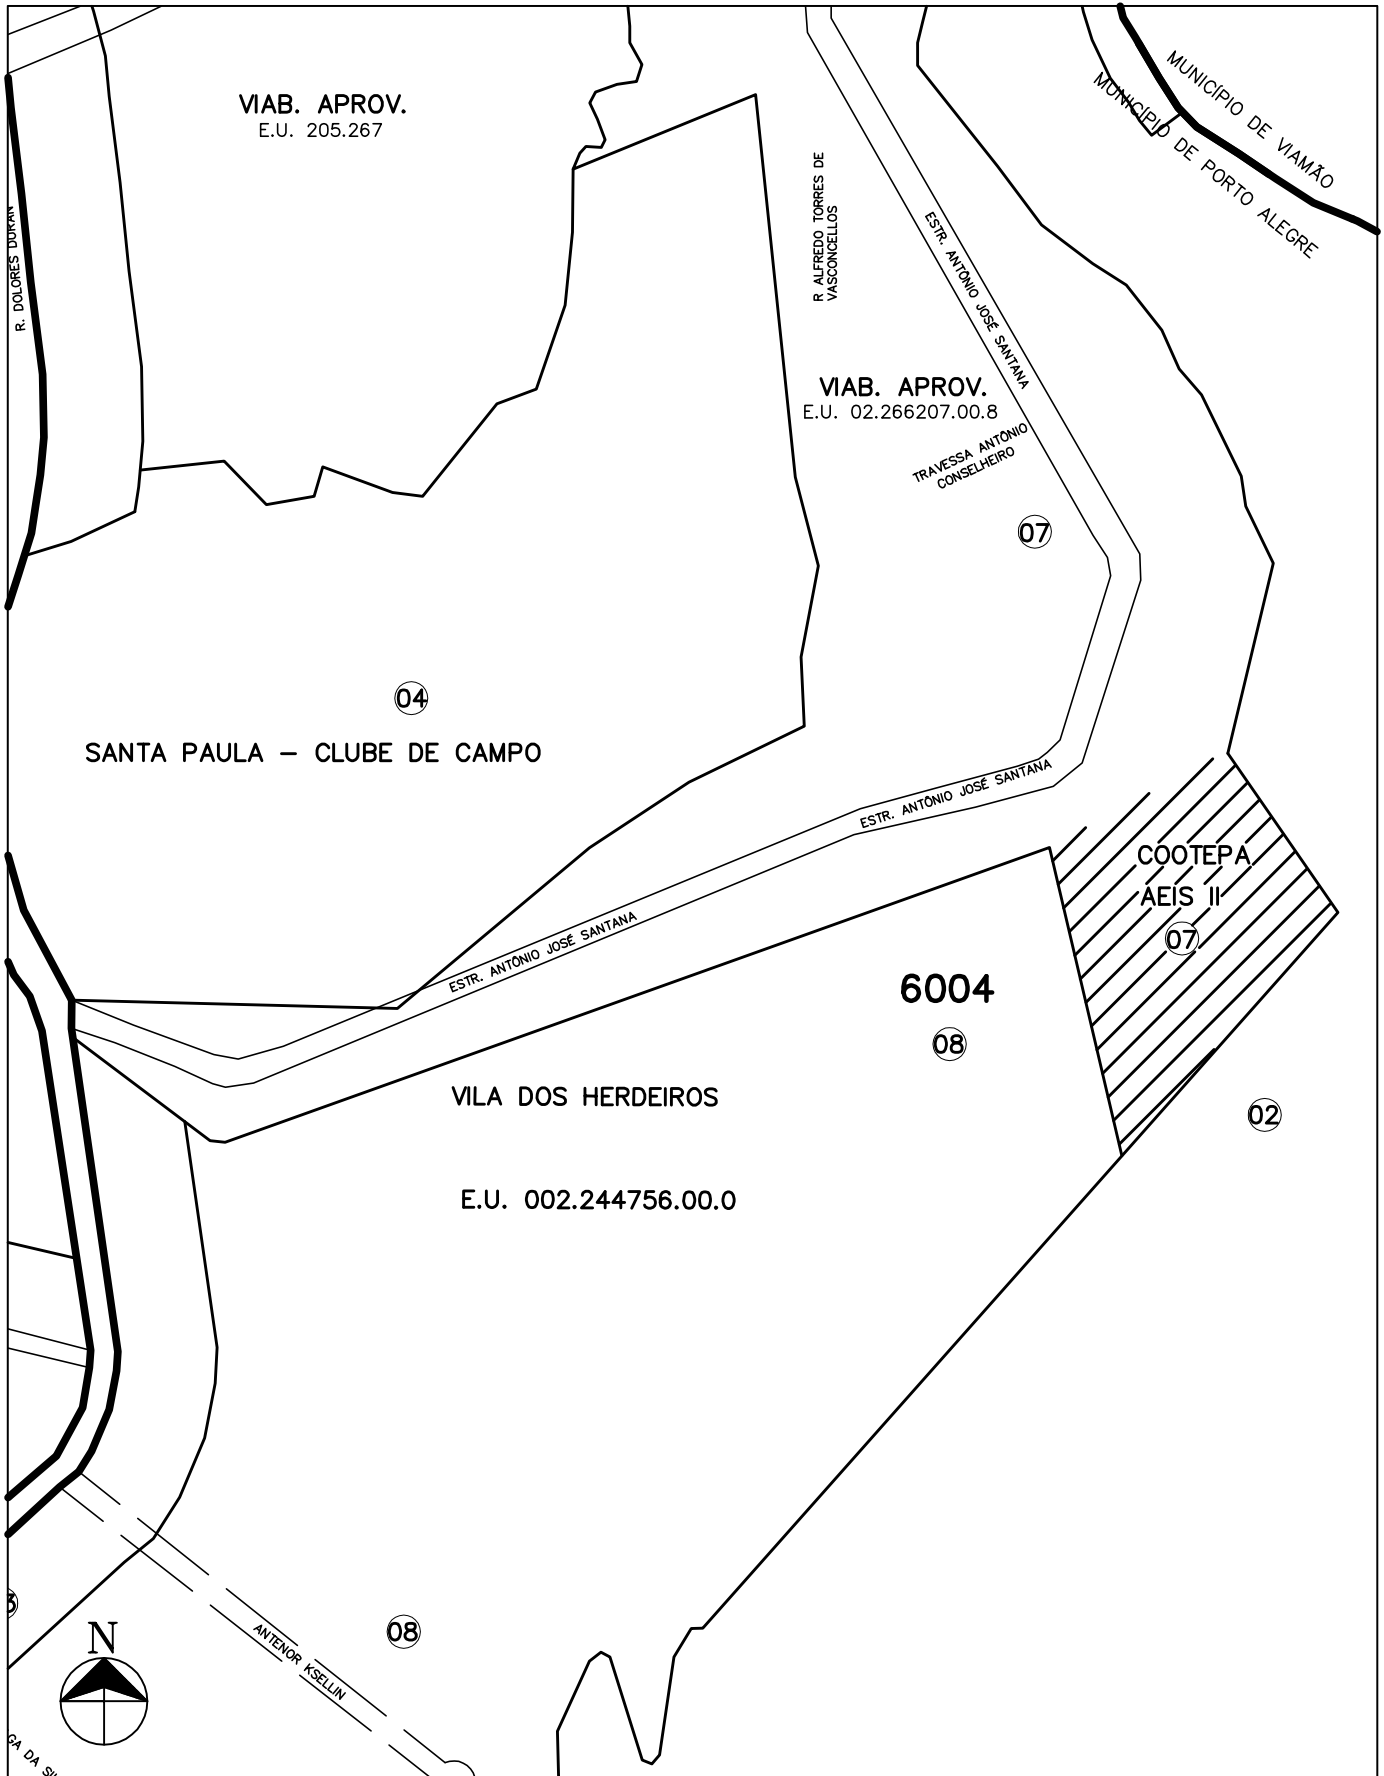 MUNICÍPIO DE VIAMÃO
MUNICÍPIO DE PORTO ALEGRE
VIAB. APROV.
E.U. 205.267
R. DOLORES DURAN
R ALFREDO TORRES DE
VASCONCELLOS
ESTR. ANTÔNIO JOSÉ SANTANA
VIAB. APROV.
E.U. 02.266207.00.8
TRAVESSA ANTÔNIO
CONSELHEIRO
07
04
SANTA PAULA – CLUBE DE CAMPO
ESTR. ANTÔNIO JOSÉ SANTANA
COOTEPA
AEIS II
07
ESTR. ANTÔNIO JOSÉ SANTANA
6004
08
VILA DOS HERDEIROS
02
E.U. 002.244756.00.0
3
N
08
ANTENOR KSELLIN
DA